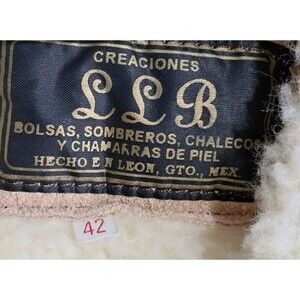 CREACIONES
LLB
BOLSAS, SOMBREROS, CHALECOS
Y CHAMARRAS DE PIEL
HECHO EN LEON, GTO., MEX.
42